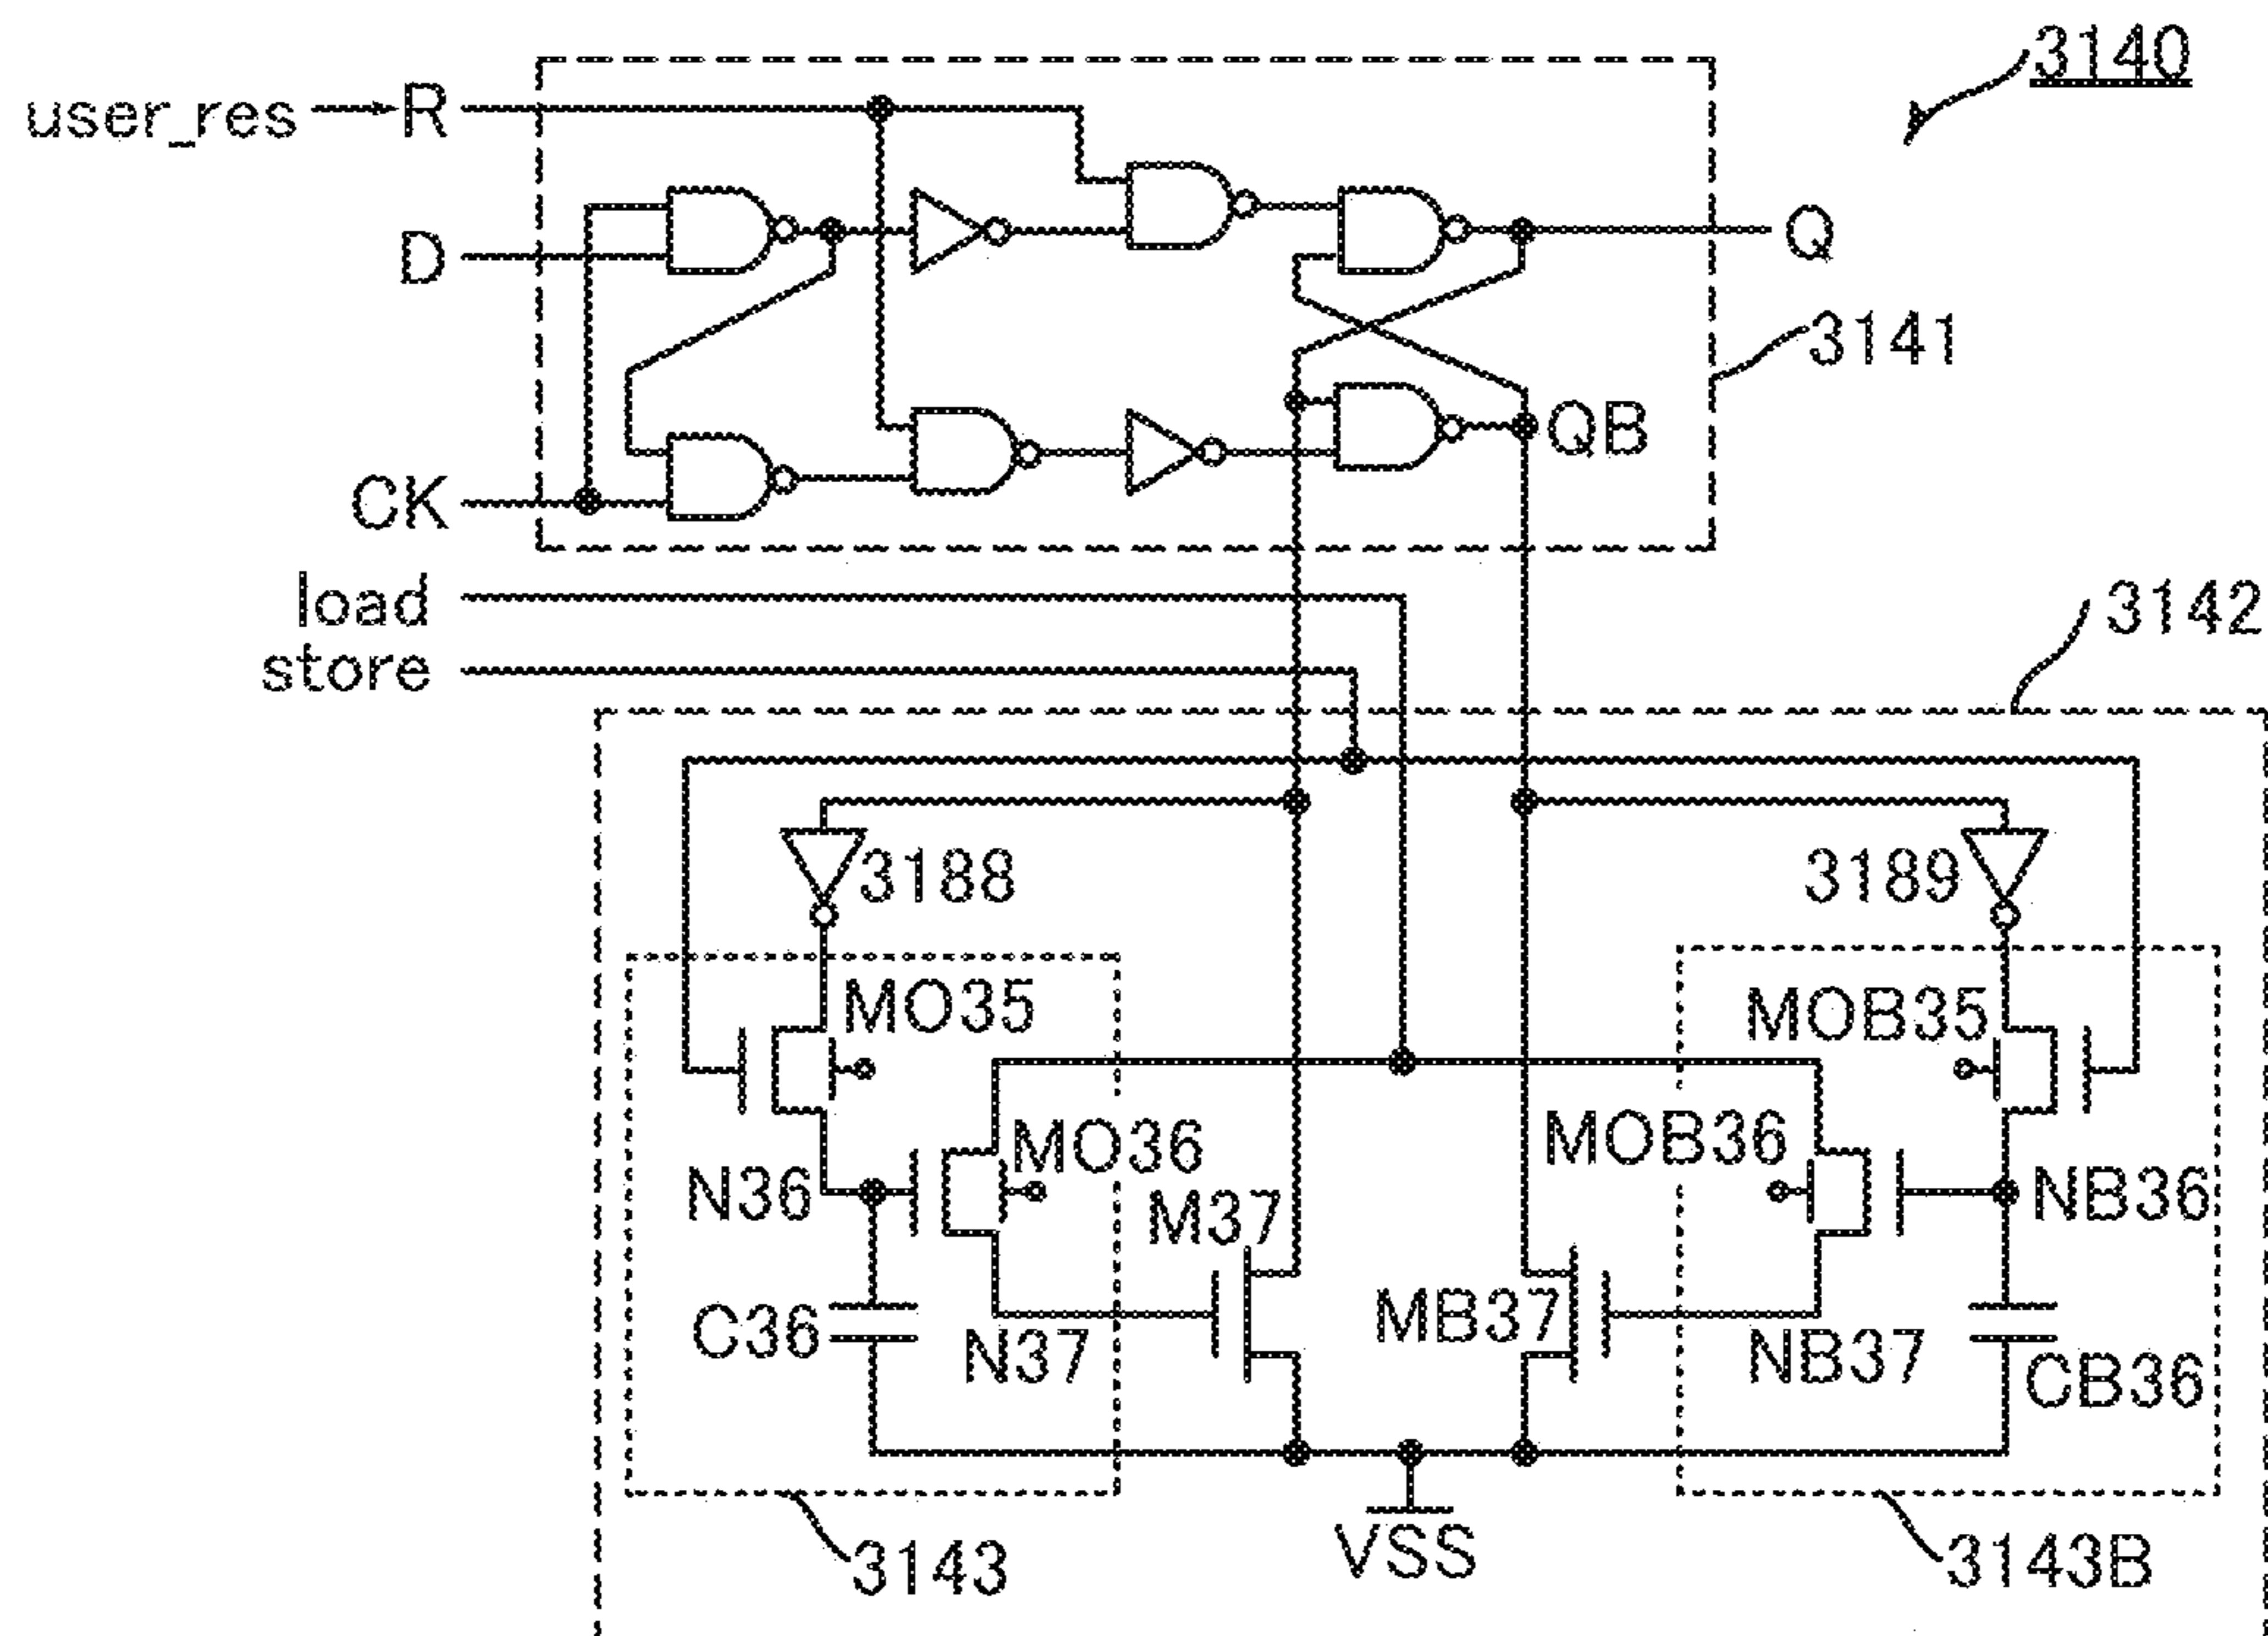 3140
user_res
R
D
Q
3141
QB
CK
load
store
3142
3188
3189
MO35
MOB35
MO36
MOB36
N36
M37
NB36
C36
N37
MB37
NB37
CB36
VSS
3143
3143B